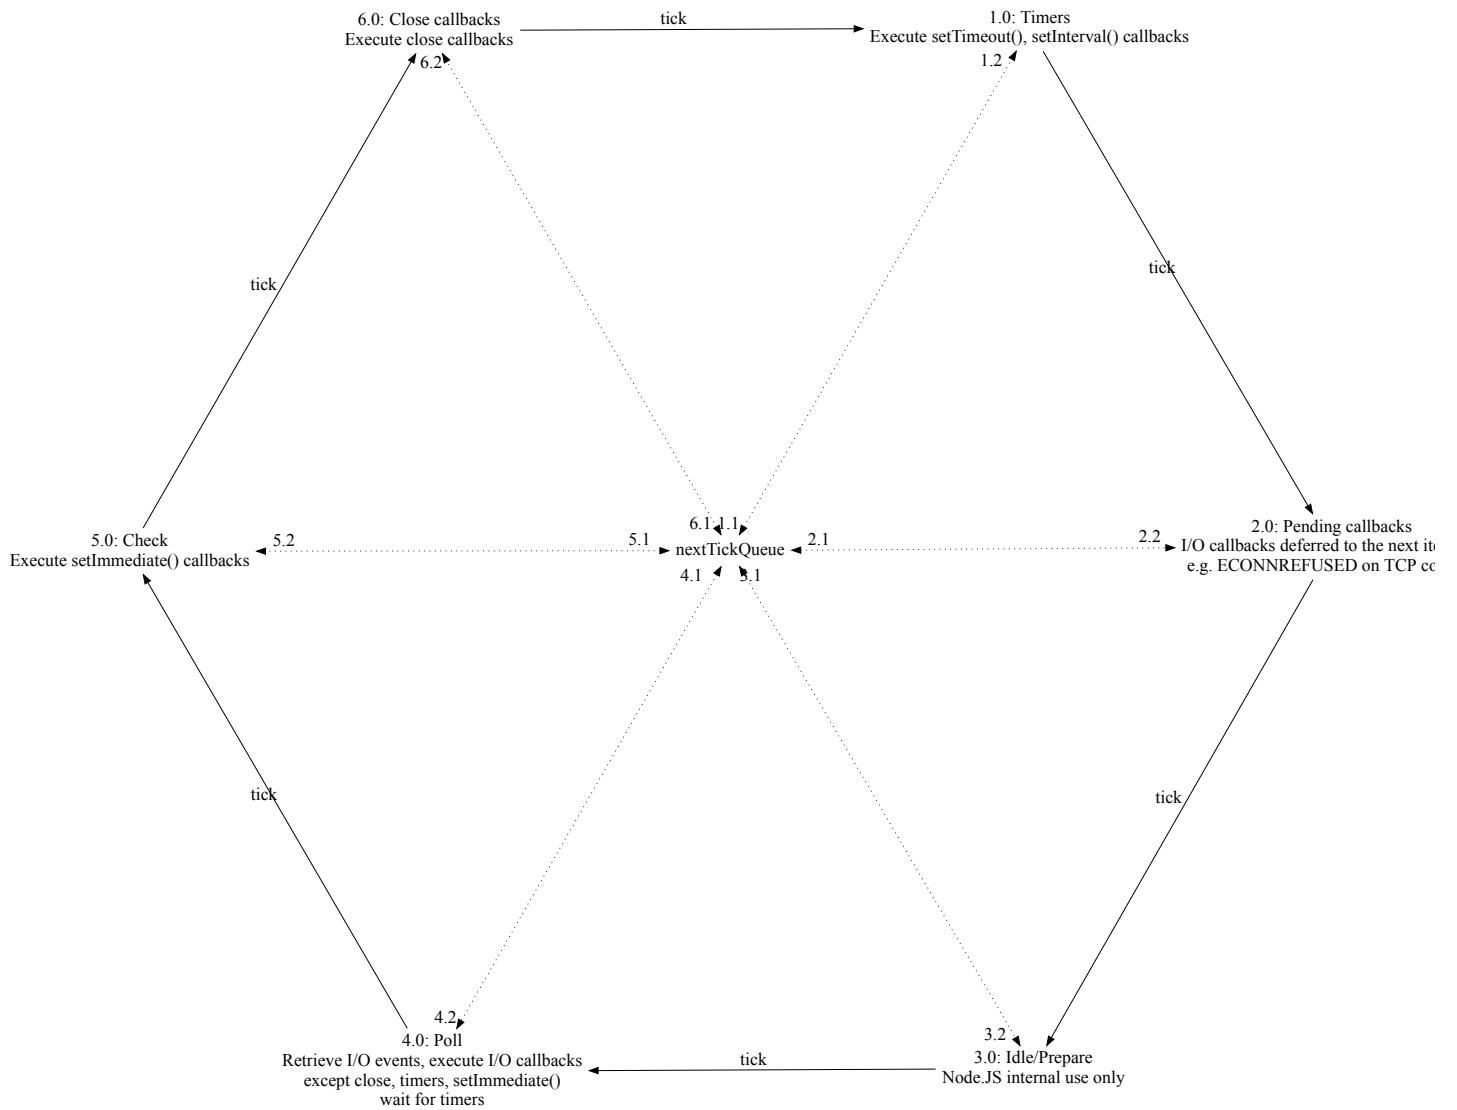 6.0: Close callbacks
Execute close callbacks
tick
1.0: Timers
Execute setTimeout(), setInterval() callbacks
6.2
1.2
tick
tick
6.1
1.1
5.0: Check
Execute setImmediate() callbacks
5.2
5.1
nextTickQueue
2.1
2.2
2.0: Pending callbacks
I/O callbacks deferred to the next
e.g. ECONNREFUSED on TCP
4.1
3.1
tick
tick
4.2
4.0: Poll
Retrieve I/O events, execute I/O callbacks
except close, timers, setImmediate()
wait for timers
tick
3.2
3.0: Idle/Prepare
Node.JS internal use only